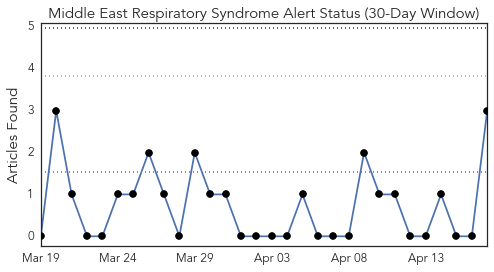 Middle East Respiratory Syndrome Alert Status (30-Day Window)
Articles Found
5
4
3
2
1
0
Mar 19 Mar 24 Mar 29 Apr 03 Apr 08 Apr 13